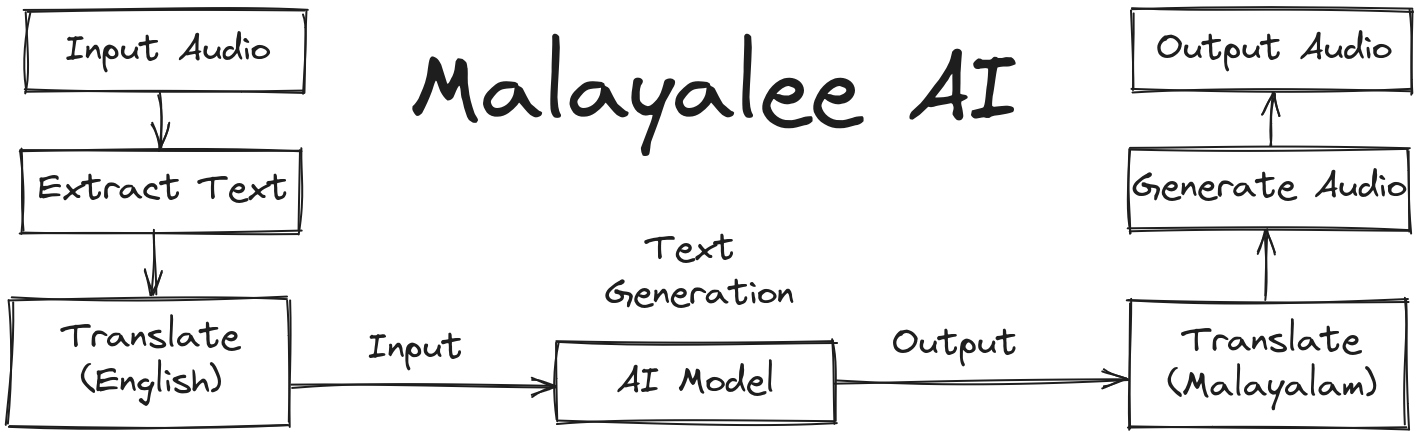 Malayalee AI
Input Audio
Extract Text
Translate
(English)
Input
Text
Generation
AI Model
Output
Translate
(Malayalam)
Generate Audio
Output Audio